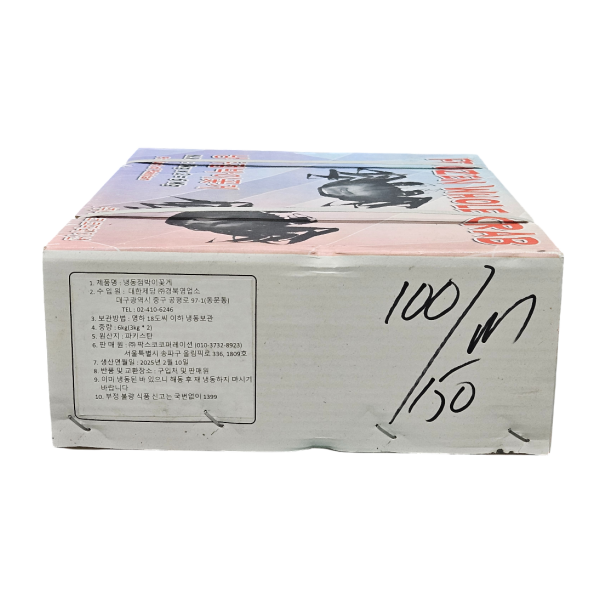 FROZEN WHOLE CRAB
1. 제품명 : 냉동점박이꽃게
2. 수 입 원 : 대한제당 ㈜경북영업소
대구광역시 중구 공평로 97-1(동문동)
TEL : 02-410-6246
3. 보관방법 : 영하 18도씨 이하 냉동보관
4. 중량 : 6kg(3kg * 2)
5. 원산지 : 파키스탄
6. 판 매 원 : ㈜팍스코코퍼레이션 (010-3732-8923)
서울특별시 송파구 올림픽로 336, 1809호
7. 생산년월일 : 2025년 2월 10일
8. 반품 및 교환장소 : 구입처 및 판매원
9. 이미 냉동된 바 있으니 해동 후 재 냉동하지 마시기
바랍니다
10. 부정 불량 식품 신고는 국번없이 1399
100/m
150